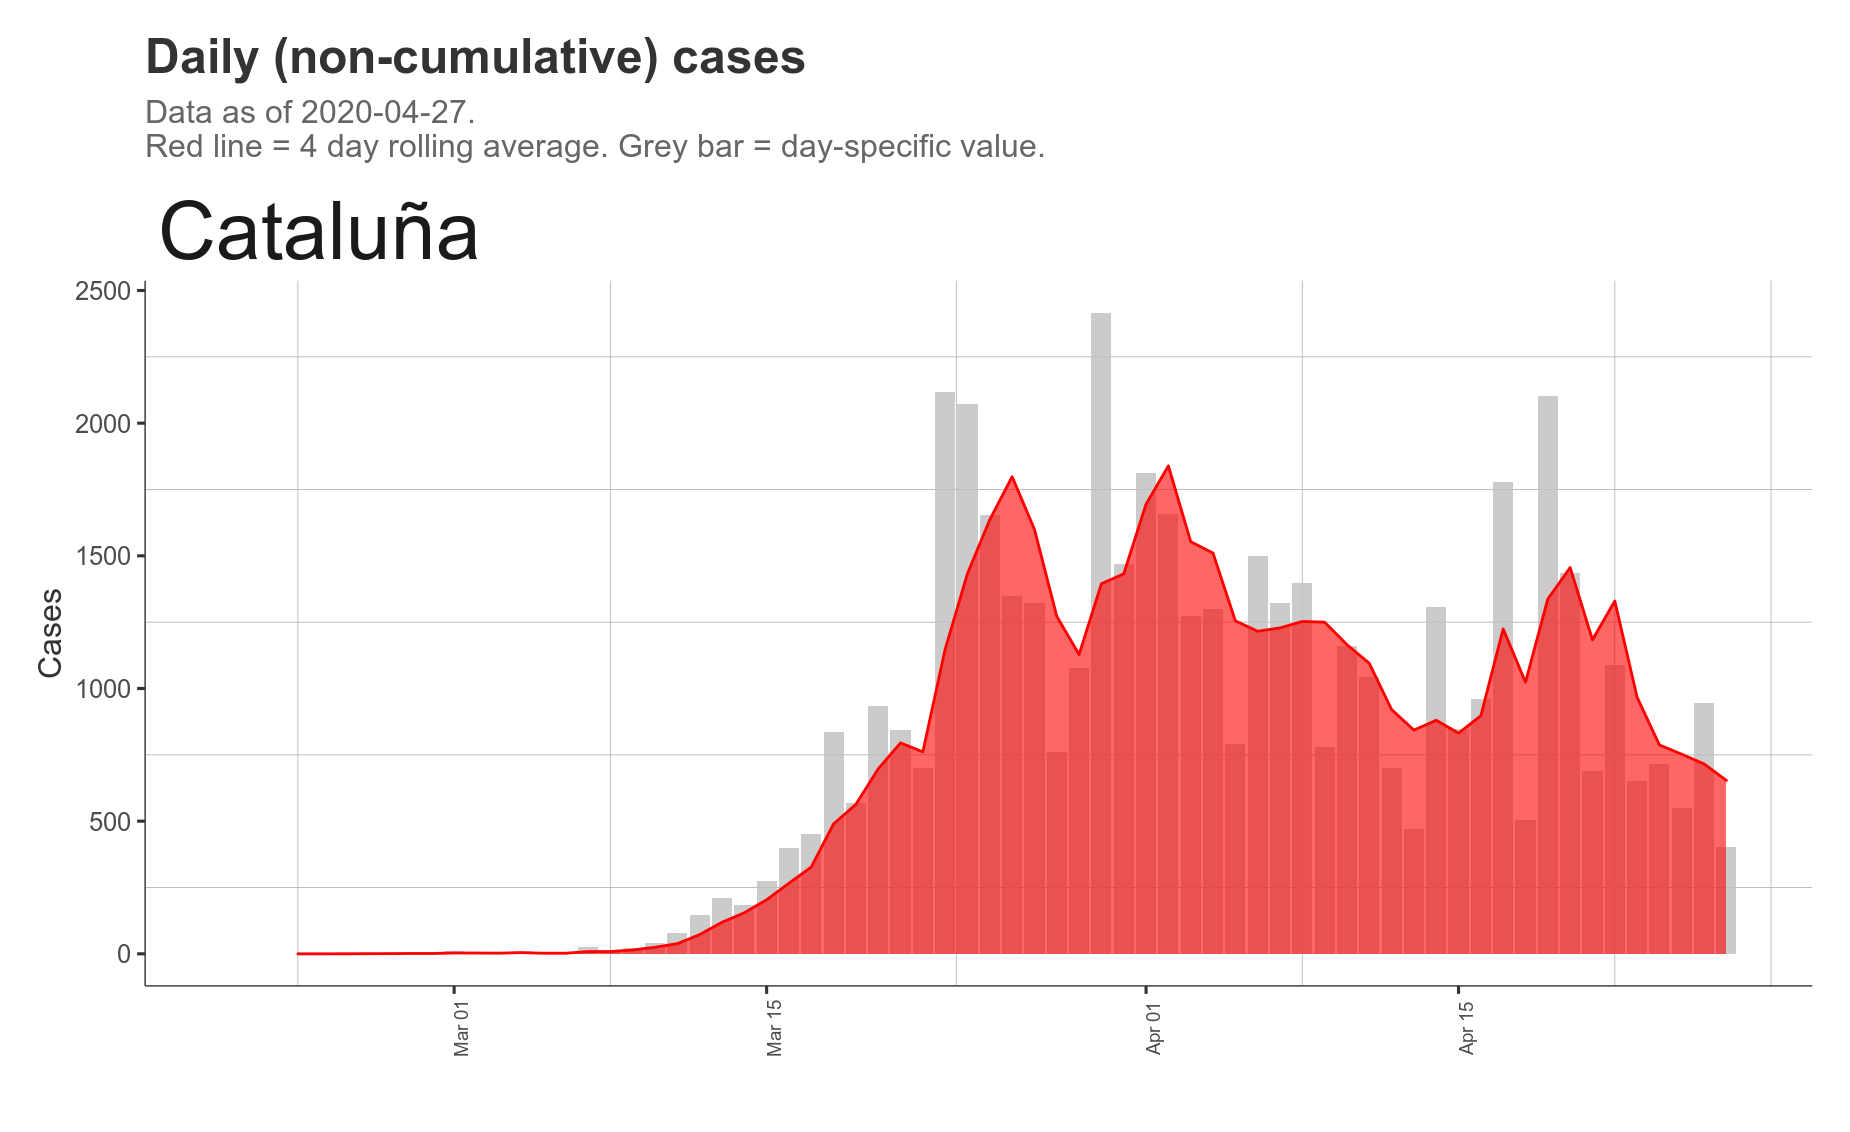 Daily (non-cumulative) cases
Data as of 2020-04-27.
Red line = 4 day rolling average. Grey bar = day-specific value.
Cataluña
2500
2000
1500
1000
500
0
Cases
Mar 01
Mar 15
Apr 01
Apr 15